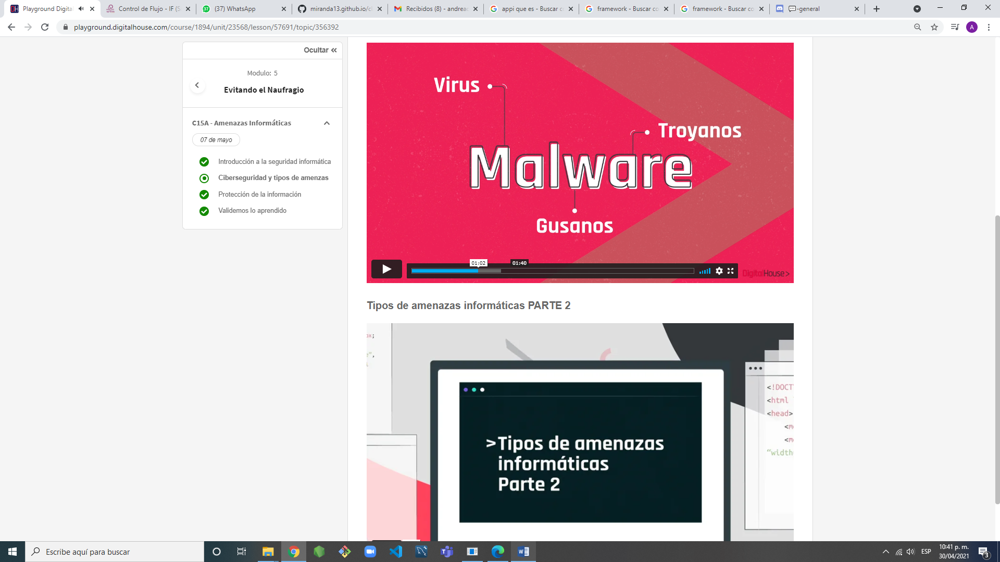 Playground Digita
Control de Flujo - IF (S
(37) WhatsApp
miranda13.github.io/cl
Recibidos (8) - andreac
appi que es - Buscar c
framework - Buscar co
framework - Buscar co
-general
playground.digitalhouse.com/course/1894/unit/23568/lesson/57691/topic/356392
A
Ocultar
Modulo: 5
Evitando el Naufragio
C15A - Amenazas Informáticas
07 de mayo
Introducción a la seguridad informática
Ciberseguridad y tipos de amenzas
Protección de la información
Validemos lo aprendido
Virus
Troyanos
Malware
Gusanos
01:02
01:40
DigitalHouse>
Tipos de amenazas informáticas PARTE 2
ox;
e",
<!DOCT
<html
<head>
<m
<m
"width
>Tipos de amenazas
informáticas
Parte 2
Escribe aquí para buscar
ESP
10:41 p. m.
30/04/2021
3